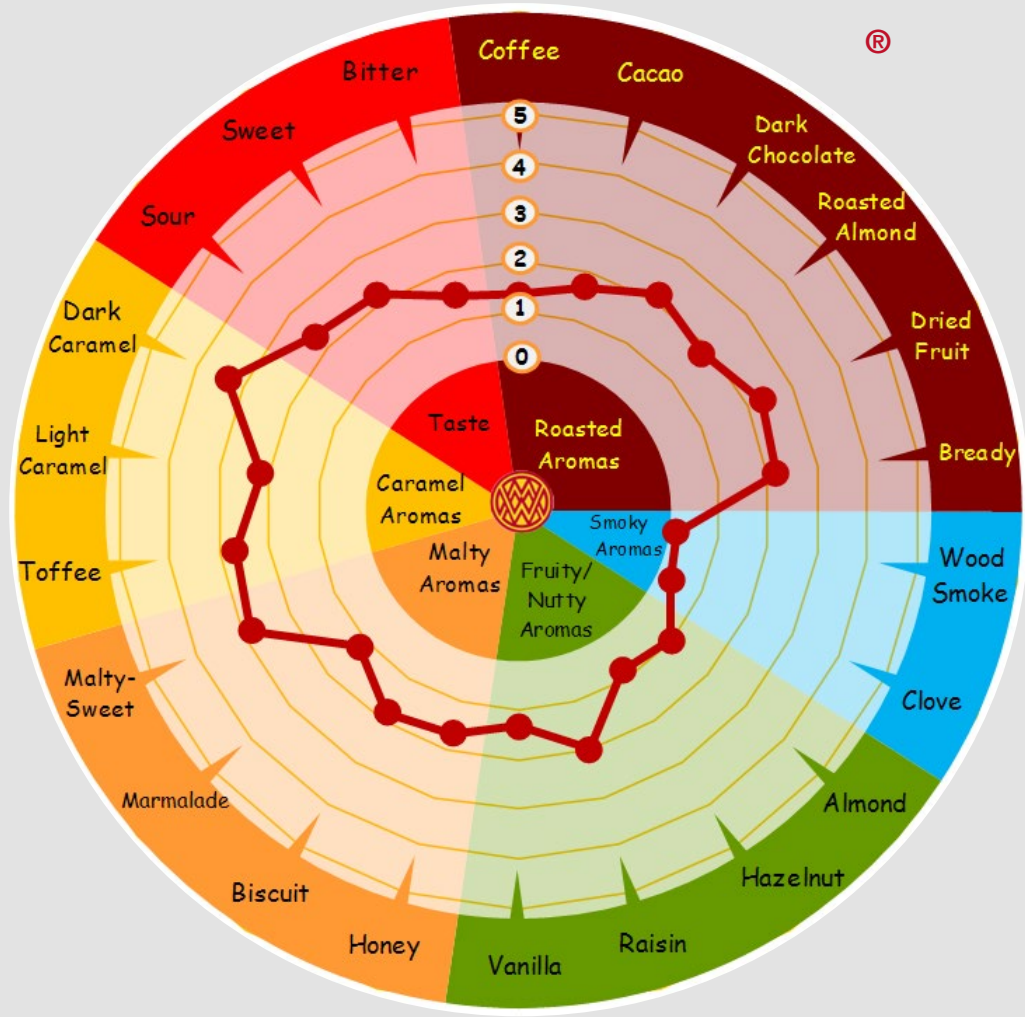 ®
Coffee
Cacao
Dark
Chocolate
Roasted
Almond
Dried
Fruit
Bready
Wood
Smoke
Clove
Almond
Hazelnut
Raisin
Vanilla
Honey
Biscuit
Marmalade
Malty-
Sweet
Toffee
Light
Caramel
Dark
Caramel
Sour
Sweet
Bitter
5
4
3
2
1
0
Taste
Roasted
Aromas
Smoky
Aromas
Fruity/
Nutty
Aromas
Malty
Aromas
Caramel
Aromas